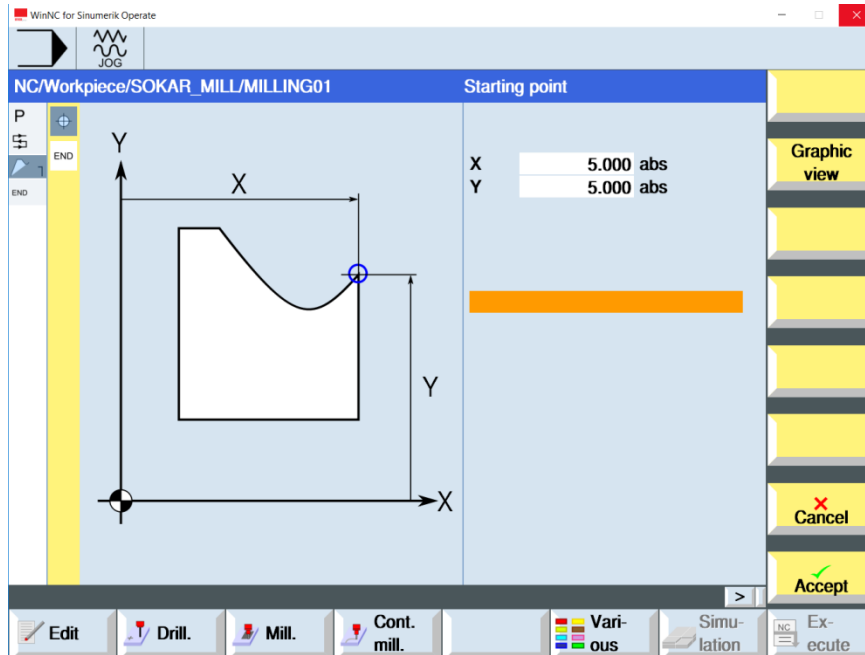 WinNC for Sinumerik Operate
JOG
NC/Workpiece/SOKAR_MILL/MILLING01
Starting point
P
END
END
Y
X
Y
X
X 5.000 abs
Y 5.000 abs
Graphic
view
Cancel
Accept
>
Edit
Drill.
Mill.
Cont.
mill.
Vari-
ous
Simu-
lation
NC
Ex-
ecute